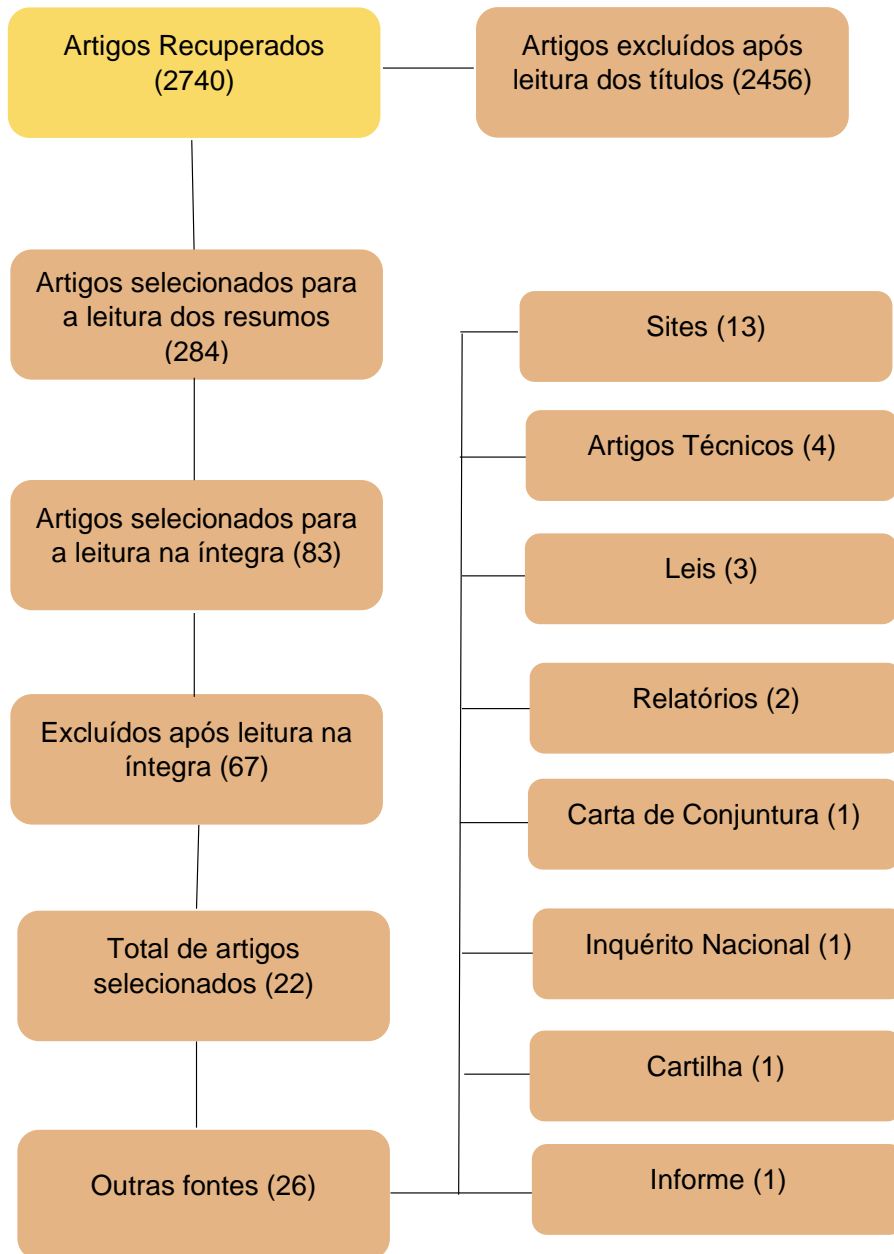 Artigos Recuperados
(2740)
Artigos excluídos após
leitura dos títulos (2456)
Artigos selecionados para
a leitura dos resumos
(284)
Artigos selecionados para
a leitura na íntegra (83)
Excluídos após leitura na
íntegra (67)
Total de artigos
selecionados (22)
Outras fontes (26)
Sites (13)
Artigos Técnicos (4)
Leis (3)
Relatórios (2)
Carta de Conjuntura (1)
Inquérito Nacional (1)
Cartilha (1)
Informe (1)